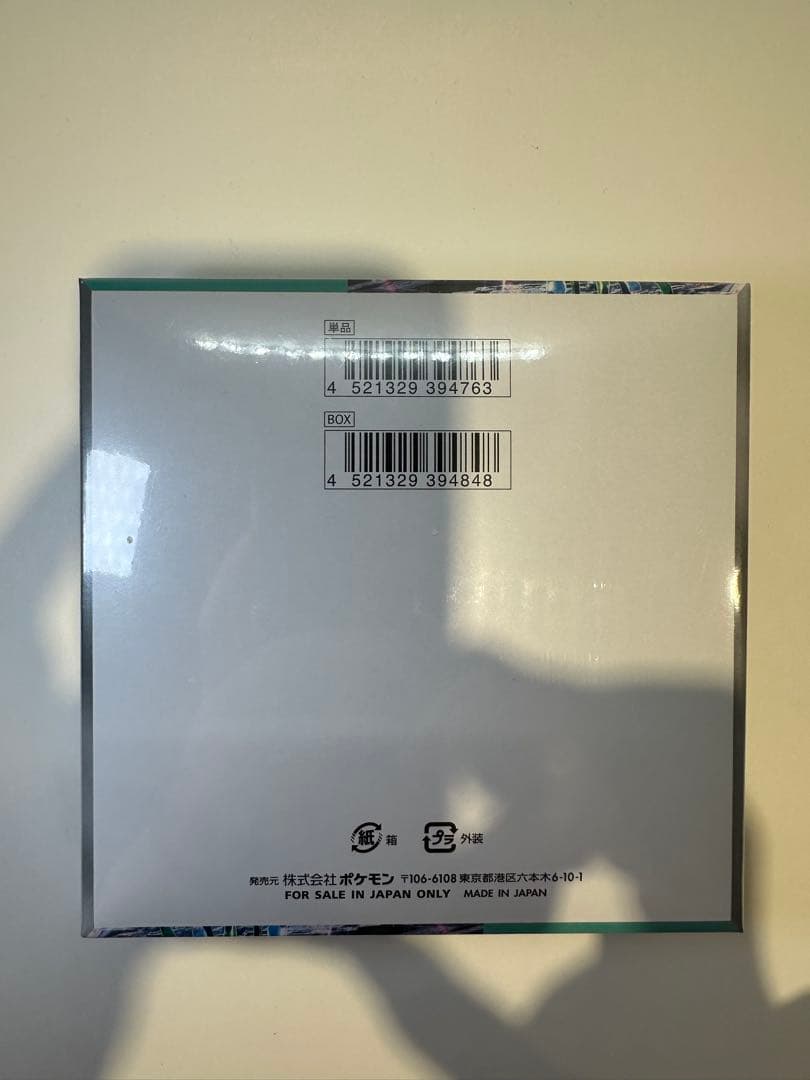 単品
4 521329 394763
BOX
4 521329 394848
紙 箱
プラ 外装
発売元 株式会社ポケモン 〒106-6108 東京都港区六本木6-10-1
FOR SALE IN JAPAN ONLY MADE IN JAPAN